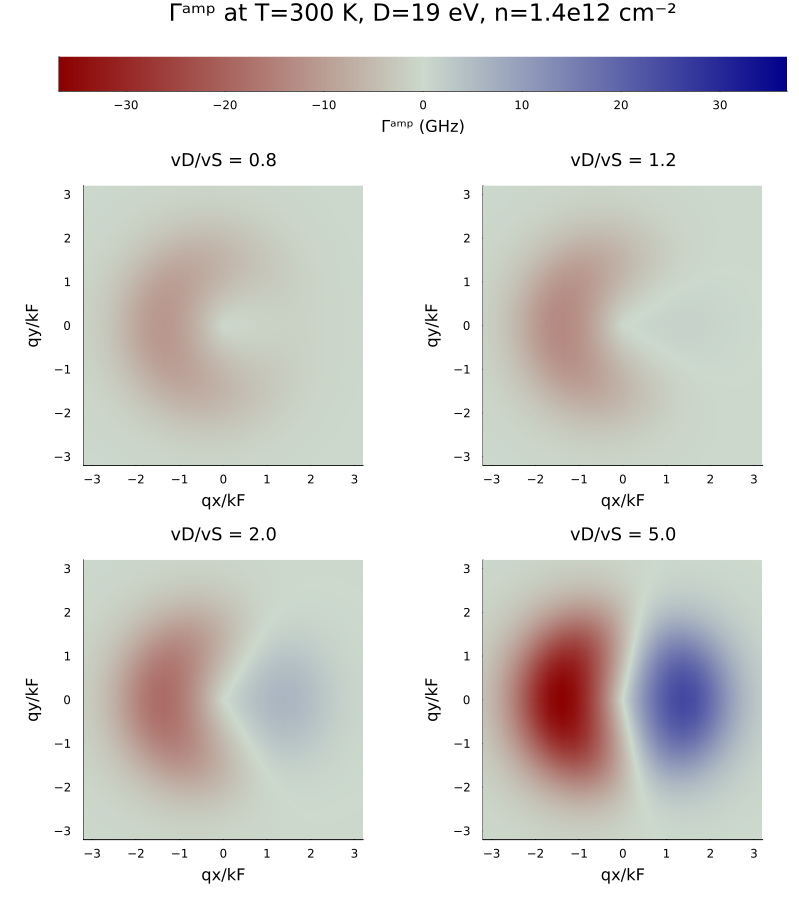 Γᵃᵐᵖ at T=300 K, D=19 eV, n=1.4e12 cm⁻²
−30 −20 −10 0 10 20 30
Γᵃᵐᵖ (GHz)
vD/vS = 0.8
3
2
1
0
−1
−2
−3
qy/kF
−3 −2 −1 0 1 2 3
qx/kF
vD/vS = 1.2
3
2
1
0
−1
−2
−3
qy/kF
−3 −2 −1 0 1 2 3
qx/kF
vD/vS = 2.0
3
2
1
0
−1
−2
−3
qy/kF
−3 −2 −1 0 1 2 3
qx/kF
vD/vS = 5.0
3
2
1
0
−1
−2
−3
qy/kF
−3 −2 −1 0 1 2 3
qx/kF